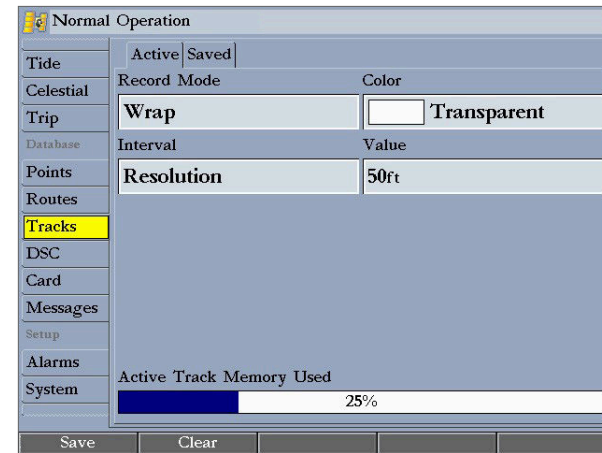 Normal Operation
Active Saved
Tide
Celestial
Trip
Database
Points
Routes
Tracks
DSC
Card
Messages
Setup
Alarms
System
Record Mode
Color
Wrap
Transparent
Interval
Value
Resolution
50ft
Active Track Memory Used
25%
Save
Clear